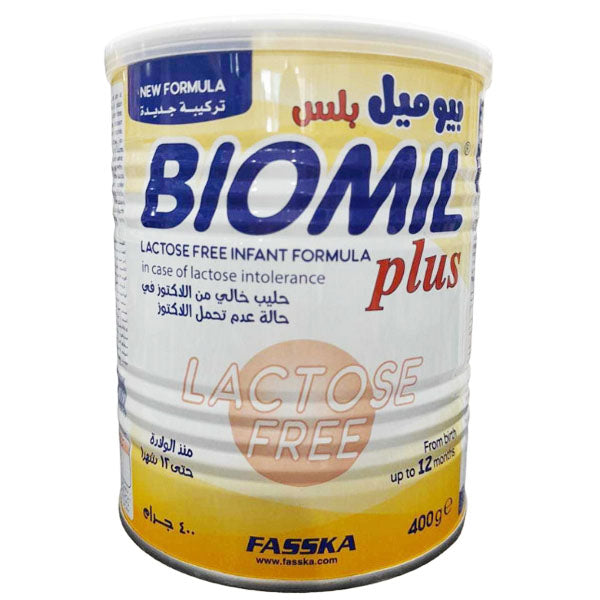 NEW FORMULA
تركيبة جديدة
بيوميل بلس
BIOMIL®
plus
LACTOSE FREE INFANT FORMULA
in case of lactose intolerance
حليب خالي من اللاكتوز في
حالة عدم تحمل اللاكتوز
LACTOSE
FREE
منذ الولادة
حتى ١٢ شهرا
From birth
up to 12 months
٤٠٠ جرام
400g e
FASSKA
www.fasska.com